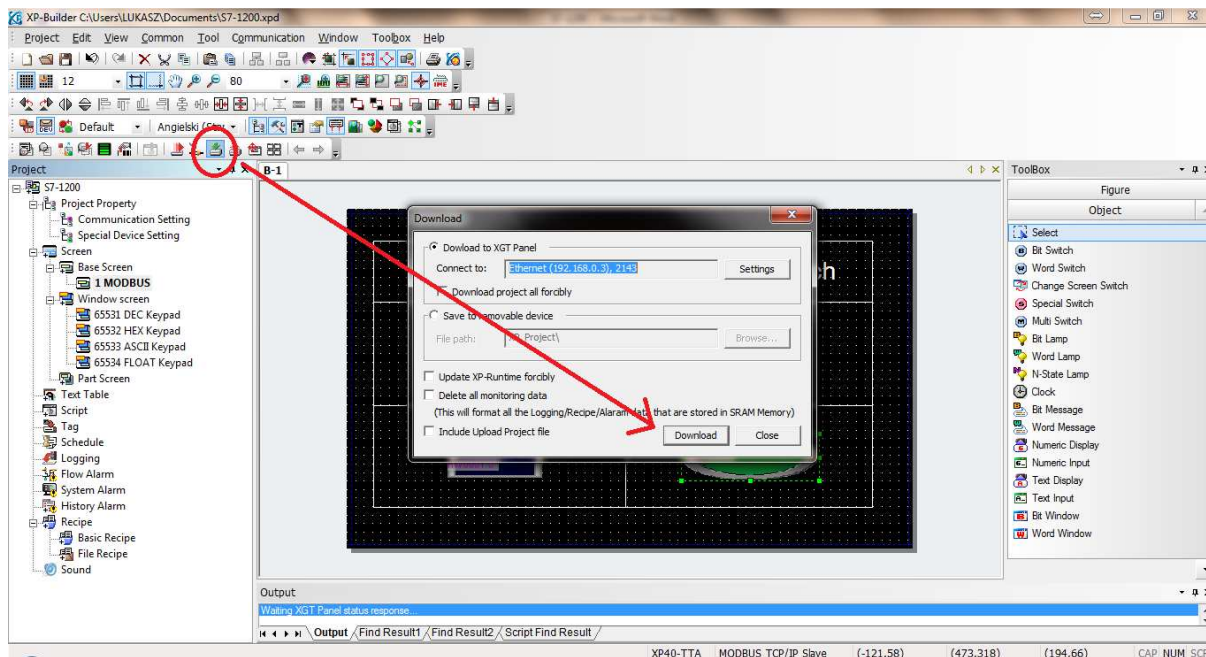 XP-Builder C:\Users\LUKASZ\Documents\S7-1200.xpd
Project Edit View Common Tool Communication Window Toolbox Help
12
80
Default
Angielski
Project
B-1
ToolBox
S7-1200
Project Property
Communication Setting
Special Device Setting
Screen
Base Screen
1 MODBUS
Window screen
65531 DEC Keypad
65532 HEX Keypad
65533 ASCII Keypad
65534 FLOAT Keypad
Part Screen
Text Table
Script
Tag
Schedule
Logging
Flow Alarm
System Alarm
History Alarm
Recipe
Basic Recipe
File Recipe
Sound
Download
Dowload to XGT Panel
Connect to: Ethernet (192.168.0.3), 2143 Settings
Download project all forcibly
Save to removable device
File path: XP_Project\ Browse...
Update XP-Runtime forcibly
Delete all monitoring data
(This will format all the Logging/Recipe/Alaram data that are stored in SRAM Memory)
Include Upload Project file
Download Close
Figure
Object
Select
Bit Switch
Word Switch
Change Screen Switch
Special Switch
Multi Switch
Bit Lamp
Word Lamp
N-State Lamp
Clock
Bit Message
Word Message
Numeric Display
Numeric Input
Text Display
Text Input
Bit Window
Word Window
Output
Waiting XGT Panel status response...
Output Find Result1 Find Result2 Script Find Result
XP40-TTA MODBUS TCP/IP Slave (-121.58) (473.318) (194.66) CAP NUM SCR